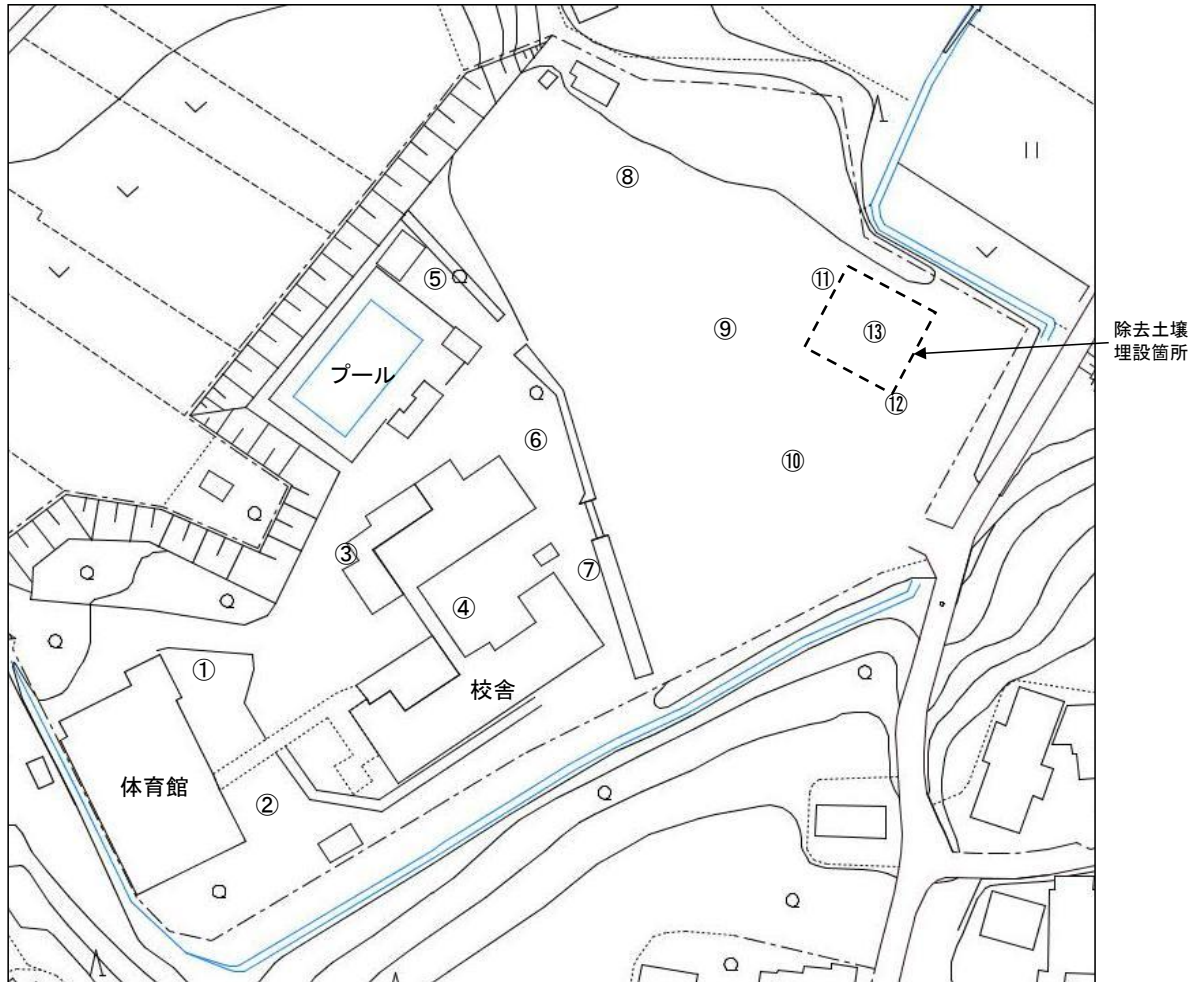 ⑧
⑪
⑤
⑨
⑬
除去土壌
埋設箇所
プール
⑫
⑥
⑩
③
⑦
④
①
校舎
体育館
②